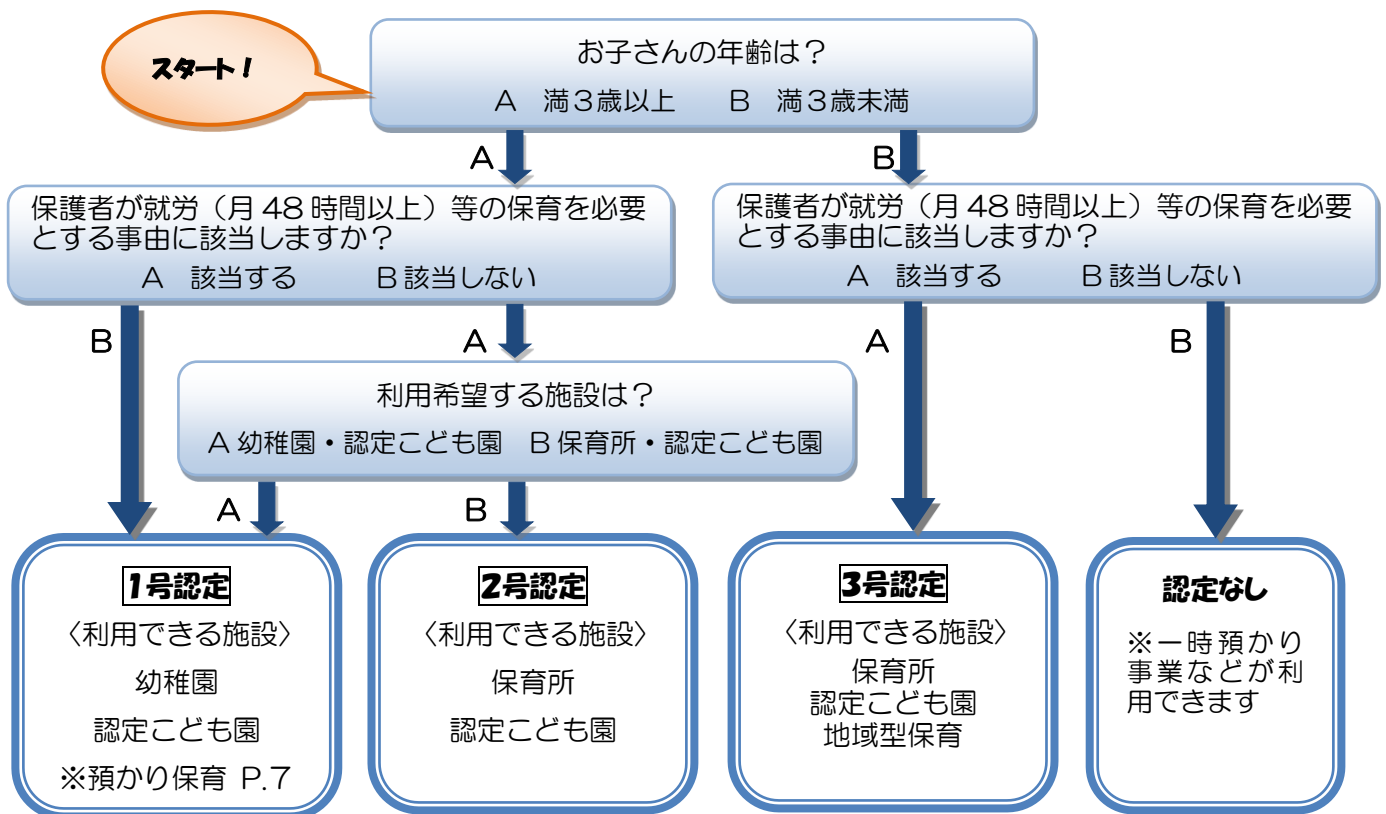 スタート！
お子さんの年齢は？
A　満３歳以上　　B　満３歳未満
A
B
保護者が就労（月48時間以上）等の保育を必要
とする事由に該当しますか？
A　該当する　　　B該当しない
保護者が就労（月48時間以上）等の保育を必要
とする事由に該当しますか？
A　該当する　　　B該当しない
B
A
A
B
利用希望する施設は？
A幼稚園・認定こども園　B保育所・認定こども園
A
B
1号認定
〈利用できる施設〉
幼稚園
認定こども園
※預かり保育 P.7
2号認定
〈利用できる施設〉
保育所
認定こども園
3号認定
〈利用できる施設〉
保育所
認定こども園
地域型保育
認定なし
※一時預かり
事業などが利
用できます